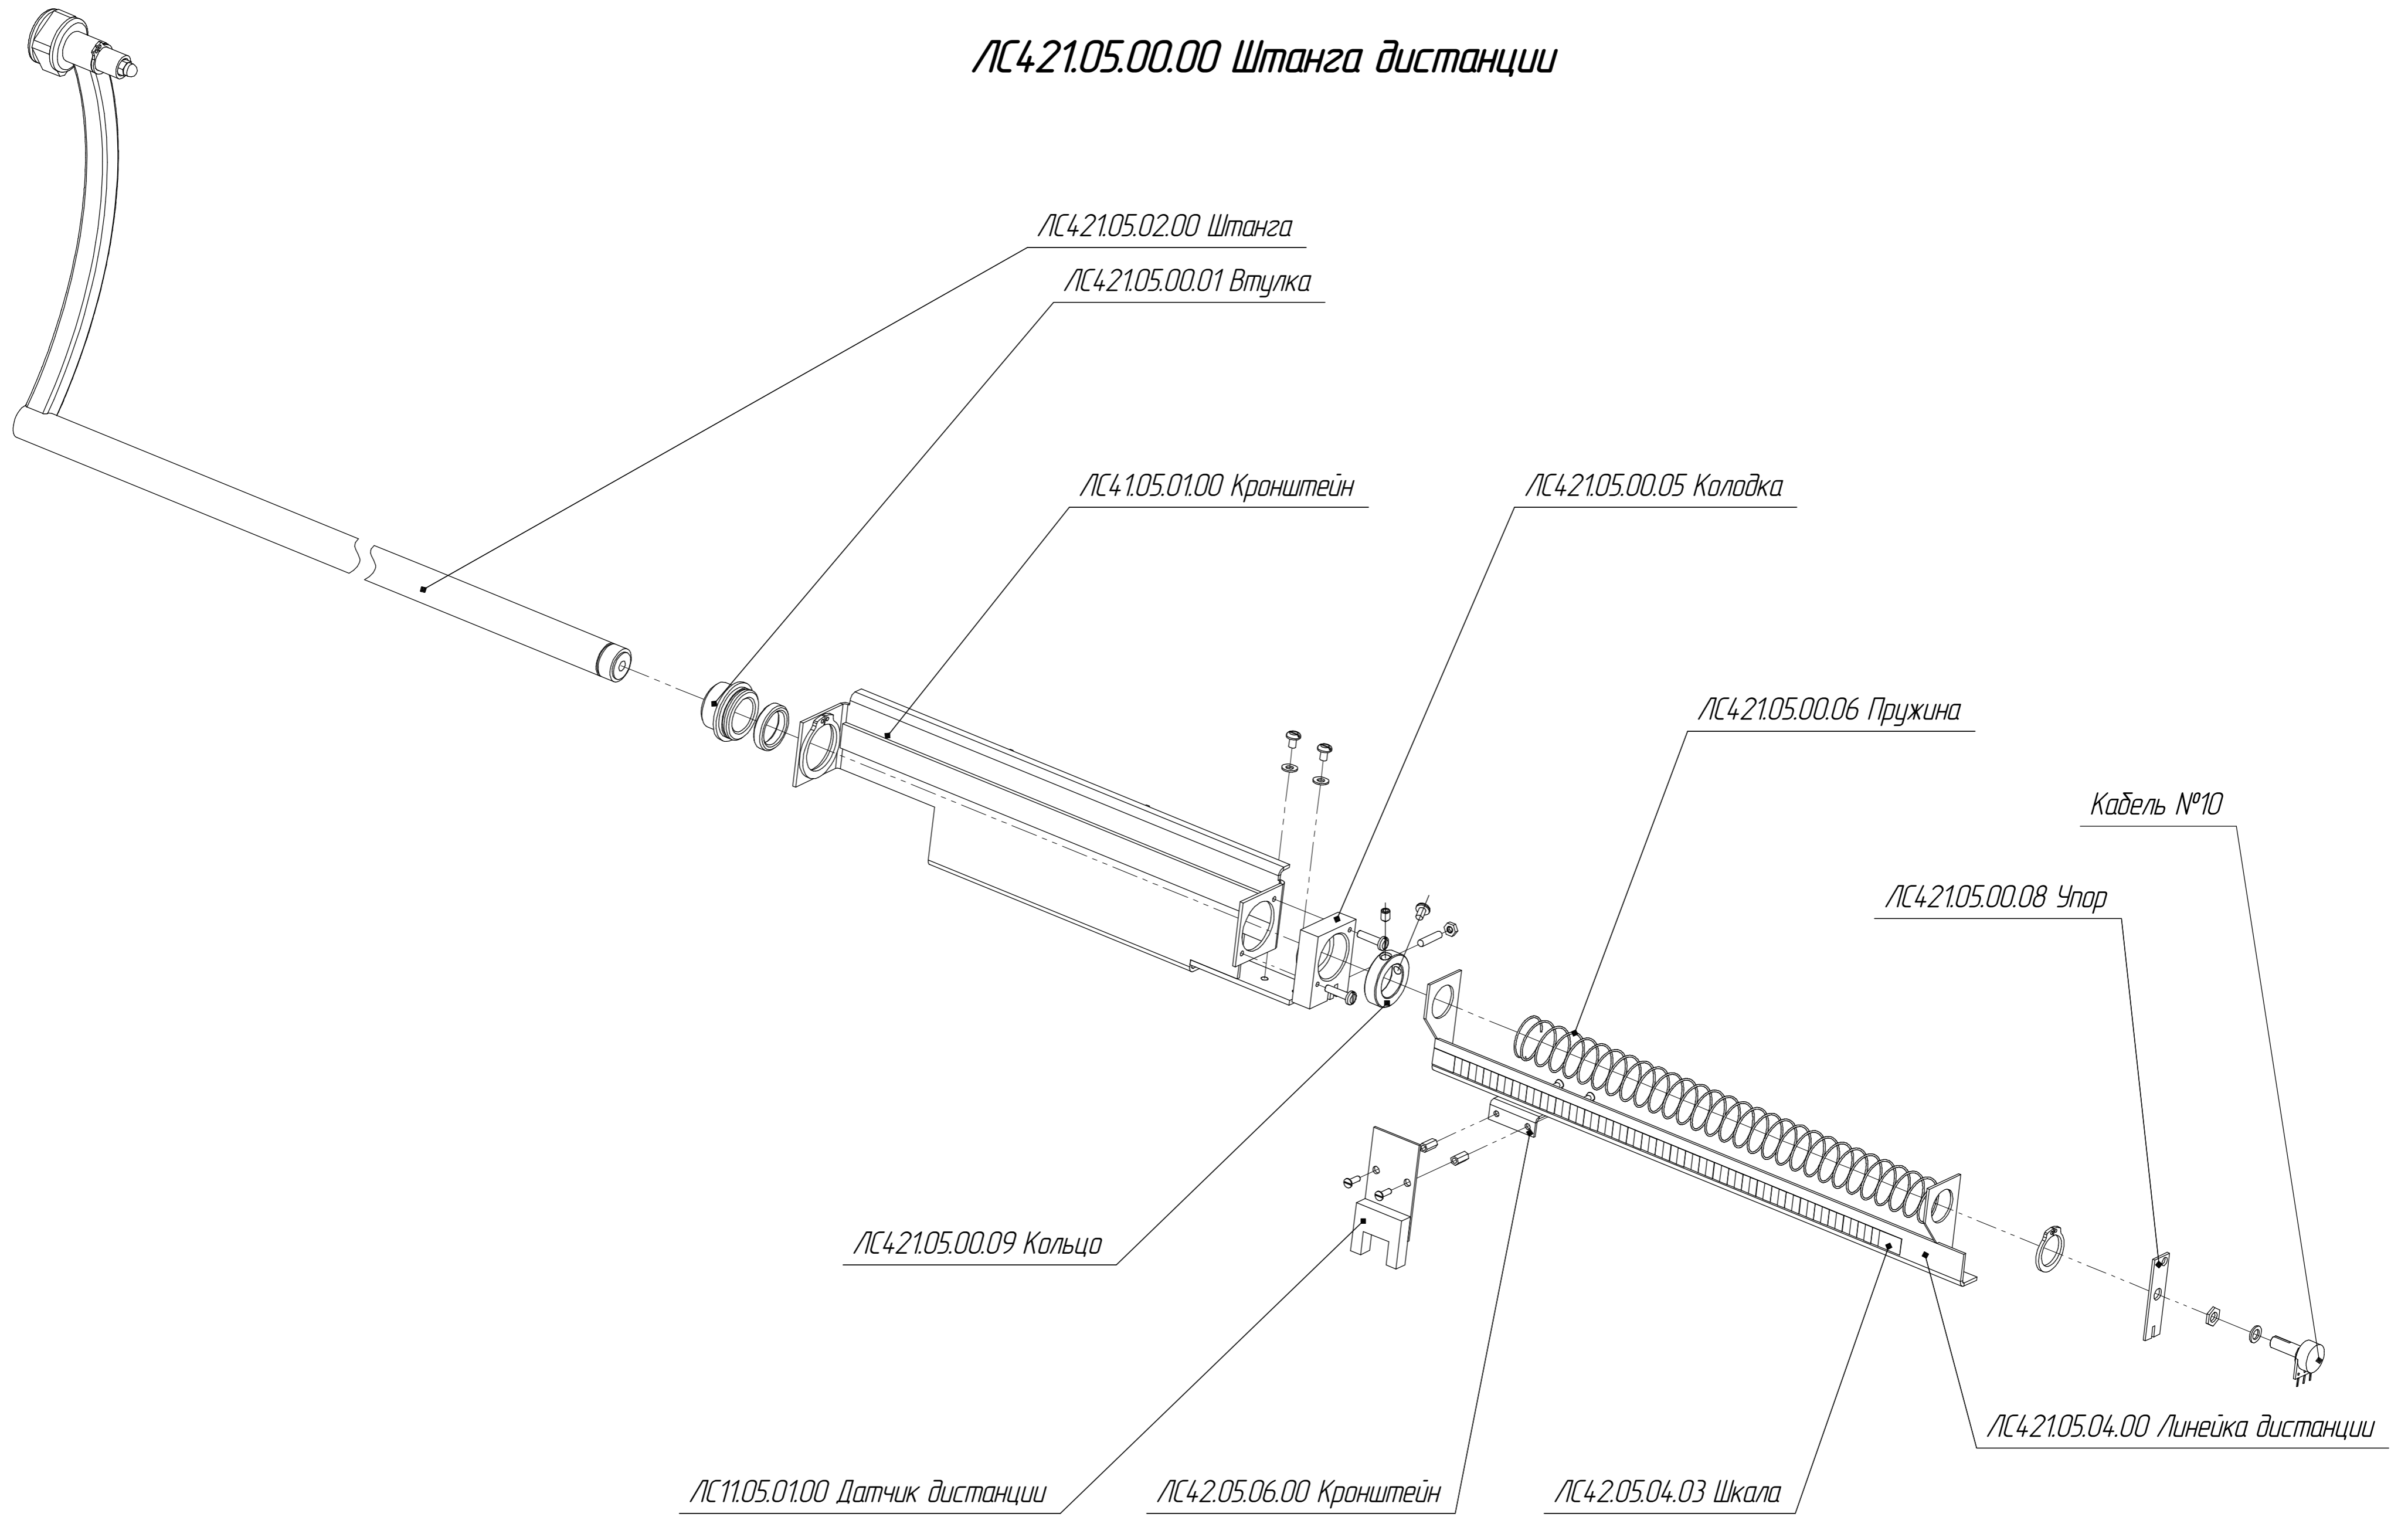 ЛС421.05.00.00 Штанга дистанции
ЛС421.05.02.00 Штанга
ЛС421.05.00.01 Втулка
ЛС41.05.01.00 Кронштейн
ЛС421.05.00.05 Колодка
ЛС421.05.00.06 Пружина
Кабель №10
ЛС421.05.00.08 Упор
ЛС421.05.00.09 Кольцо
ЛС421.05.04.00 Линейка дистанции
ЛС11.05.01.00 Датчик дистанции
ЛС42.05.06.00 Кронштейн
ЛС42.05.04.03 Шкала